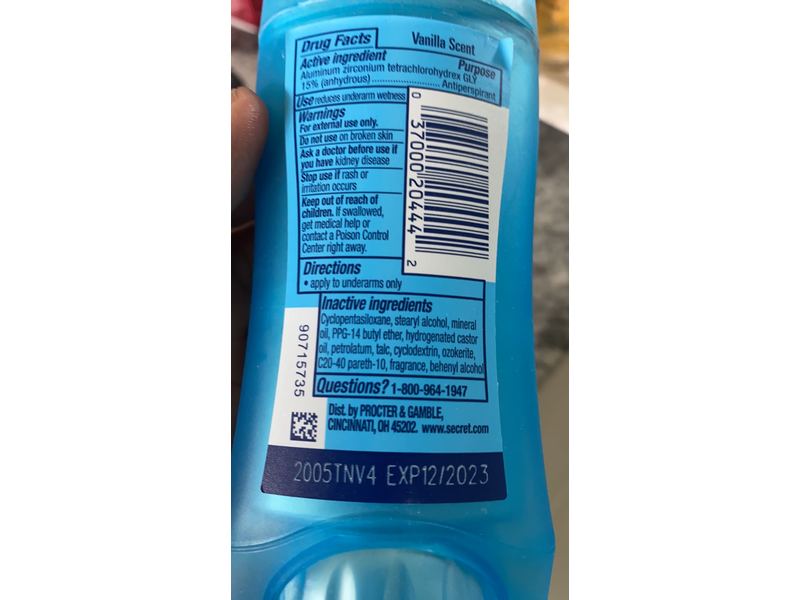 Drug Facts
Vanilla Scent
Active ingredient Purpose
Aluminum zirconium tetrachlorohydrex GLY
15% (anhydrous)........................ Antiperspirant
Use reduces underarm wetness
Warnings
For external use only.
Do not use on broken skin
Ask a doctor before use if
you have kidney disease
Stop use if rash or
irritation occurs
Keep out of reach of
children. If swallowed,
get medical help or
contact a Poison Control
Center right away.
0 37000 20444 2
Directions
• apply to underarms only
Inactive ingredients
Cyclopentasiloxane, stearyl alcohol, mineral
oil, PPG-14 butyl ether, hydrogenated castor
oil, petrolatum, talc, cyclodextrin, ozokerite,
C20-40 pareth-10, fragrance, behenyl alcohol
Questions? 1-800-964-1947
90715735
Dist. by PROCTER & GAMBLE,
CINCINNATI, OH 45202. www.secret.com
2005TNV4 EXP12/2023